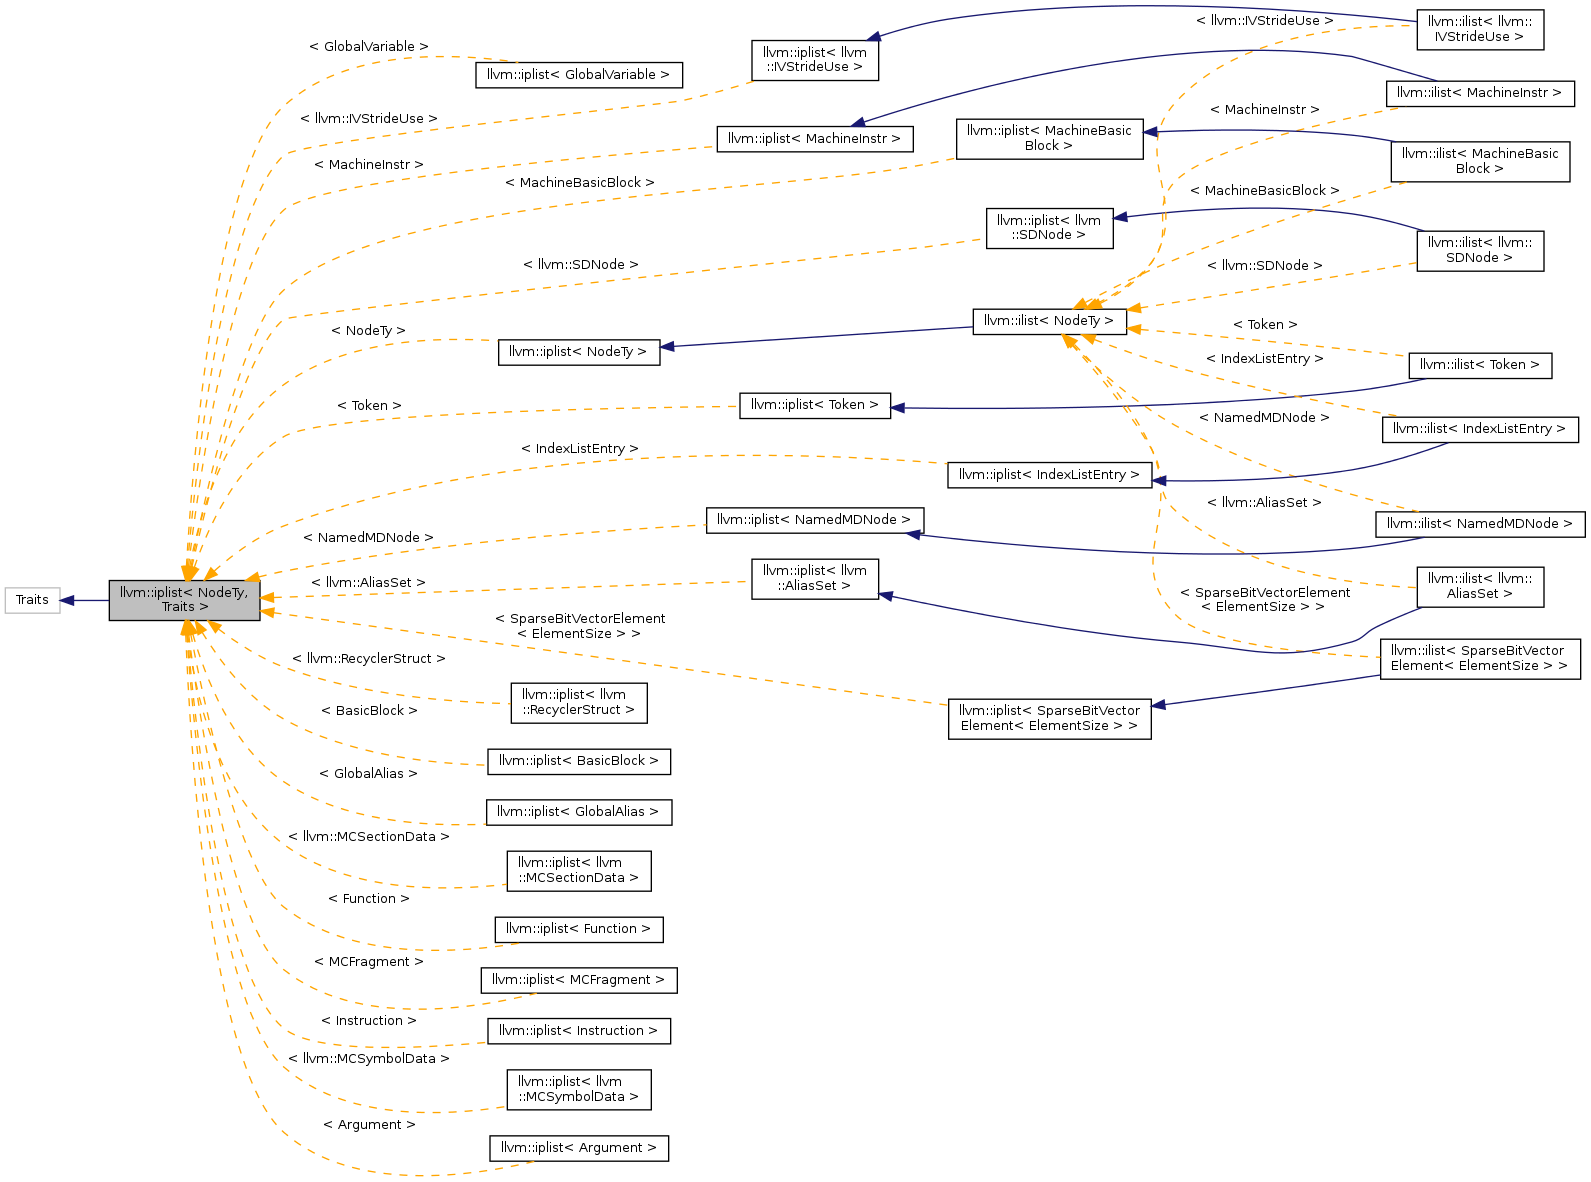 < GlobalVariable >
llvm::iplist< GlobalVariable >
< llvm::IVStrideUse >
llvm::iplist< llvm
::IVStrideUse >
< llvm::IVStrideUse >
llvm::ilist< llvm::
IVStrideUse >
< MachineInstr >
llvm::iplist< MachineInstr >
< MachineInstr >
llvm::ilist< MachineInstr >
< MachineBasicBlock >
llvm::iplist< MachineBasic
Block >
< MachineBasicBlock >
llvm::ilist< MachineBasic
Block >
< llvm::SDNode >
llvm::iplist< llvm
::SDNode >
< llvm::SDNode >
llvm::ilist< llvm::
SDNode >
< NodeTy >
llvm::iplist< NodeTy >
llvm::ilist< NodeTy >
< Token >
llvm::iplist< Token >
< Token >
llvm::ilist< Token >
< IndexListEntry >
llvm::iplist< IndexListEntry >
< IndexListEntry >
llvm::ilist< IndexListEntry >
< NamedMDNode >
llvm::iplist< NamedMDNode >
< NamedMDNode >
llvm::ilist< NamedMDNode >
Traits
llvm::iplist< NodeTy,
Traits >
< llvm::AliasSet >
llvm::iplist< llvm
::AliasSet >
< llvm::AliasSet >
llvm::ilist< llvm::
AliasSet >
< SparseBitVectorElement
< ElementSize > >
llvm::iplist< SparseBitVector
Element< ElementSize > >
< SparseBitVectorElement
< ElementSize > >
llvm::ilist< SparseBitVector
Element< ElementSize > >
< llvm::RecyclerStruct >
llvm::iplist< llvm
::RecyclerStruct >
< BasicBlock >
llvm::iplist< BasicBlock >
< GlobalAlias >
llvm::iplist< GlobalAlias >
< llvm::MCSectionData >
llvm::iplist< llvm
::MCSectionData >
< Function >
llvm::iplist< Function >
< MCFragment >
llvm::iplist< MCFragment >
< Instruction >
llvm::iplist< Instruction >
< llvm::MCSymbolData >
llvm::iplist< llvm
::MCSymbolData >
< Argument >
llvm::iplist< Argument >